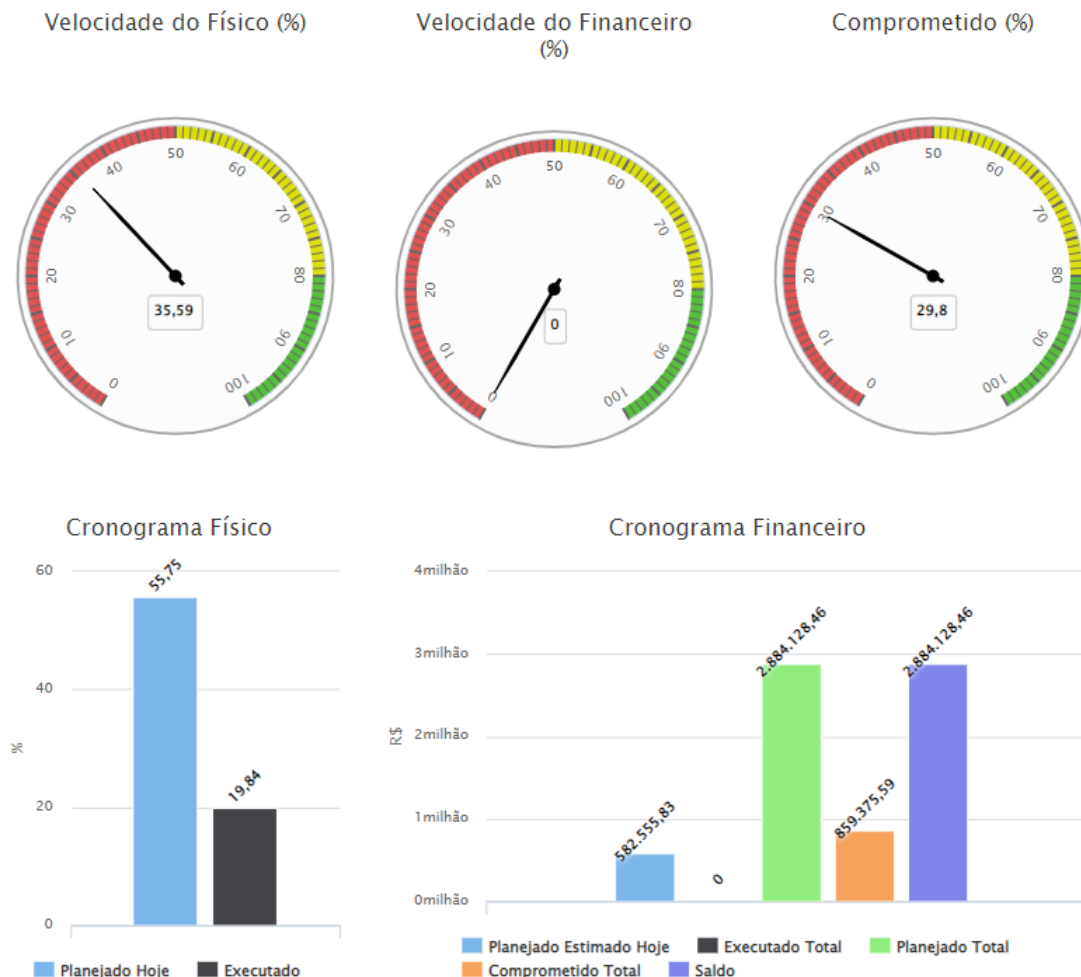 Velocidade do Físico (%)
Velocidade do Financeiro
(%)
Comprometido (%)
0
10
20
30
40
50
60
70
80
90
100
35,59
0
10
20
30
40
50
60
70
80
90
100
0
0
10
20
30
40
50
60
70
80
90
100
29,8
Cronograma Físico
60
40
20
0
%
55,75
19,84
Planejado Hoje
Executado
Cronograma Financeiro
4milhão
3milhão
2milhão
1milhão
0milhão
R$
582.555,83
0
2.884.128,46
859.375,59
2.884.128,46
Planejado Estimado Hoje
Executado Total
Planejado Total
Comprometido Total
Saldo